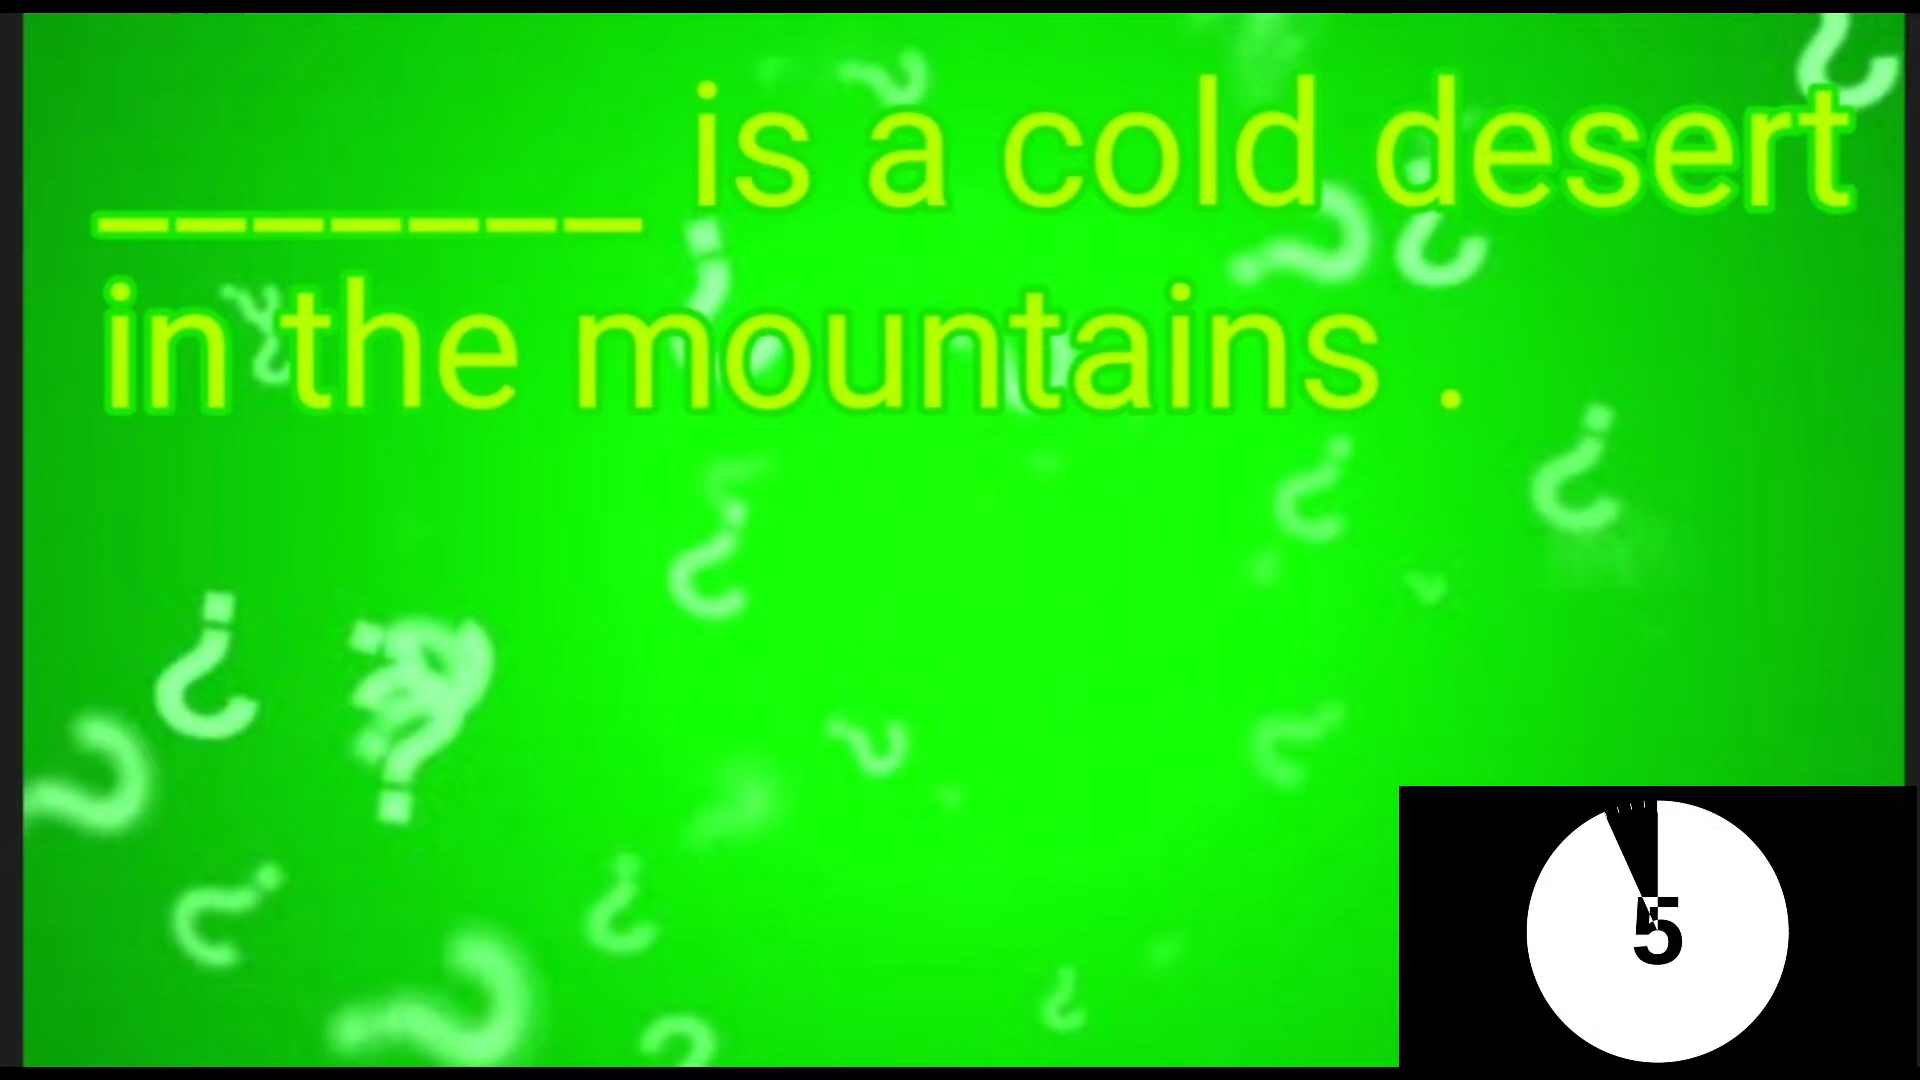 _______ is a cold desert
in the mountains .
5